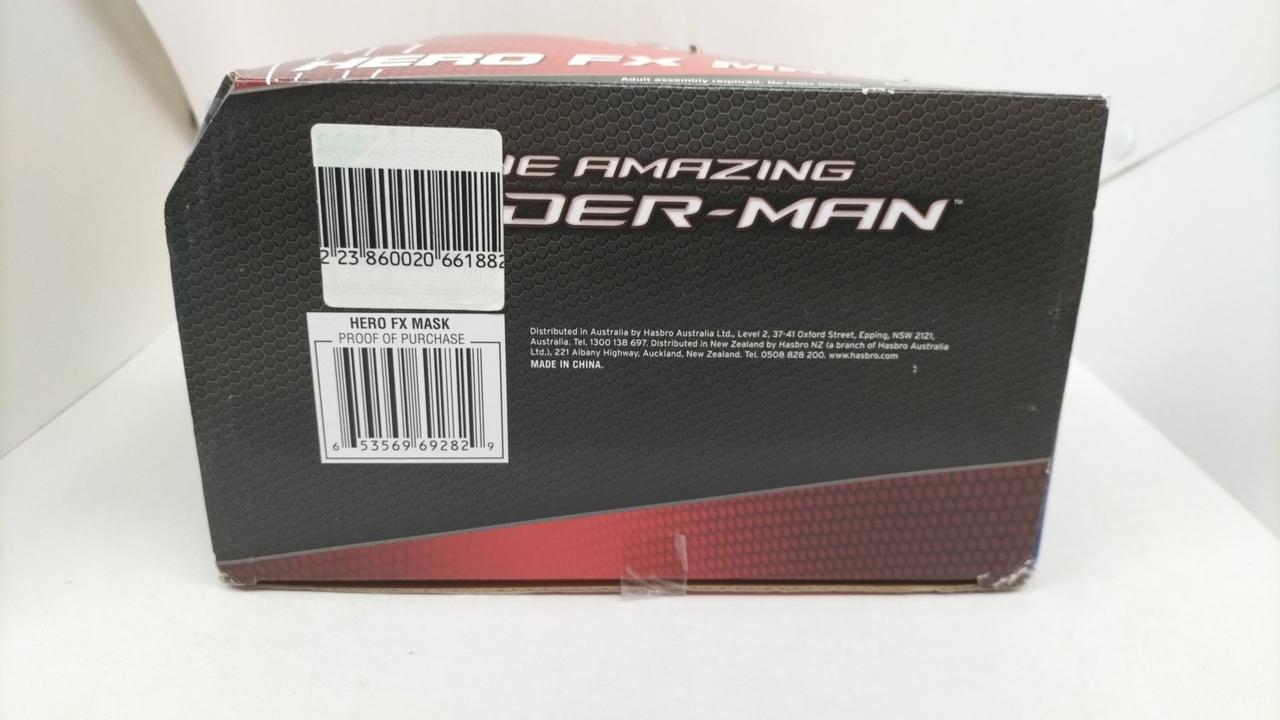 HERO FX
Adult assembly required. No tools
THE AMAZING
DER-MAN™
2 23 860020 661882
HERO FX MASK
PROOF OF PURCHASE
6 53569 69282 9
Distributed in Australia by Hasbro Australia Ltd., Level 2, 37-41 Oxford Street, Epping, NSW 2121,
Australia. Tel. 1300 138 697. Distributed in New Zealand by Hasbro NZ (a branch of Hasbro Australia
Ltd.), 221 Albany Highway, Auckland, New Zealand. Tel. 0508 828 200. www.hasbro.com
MADE IN CHINA.